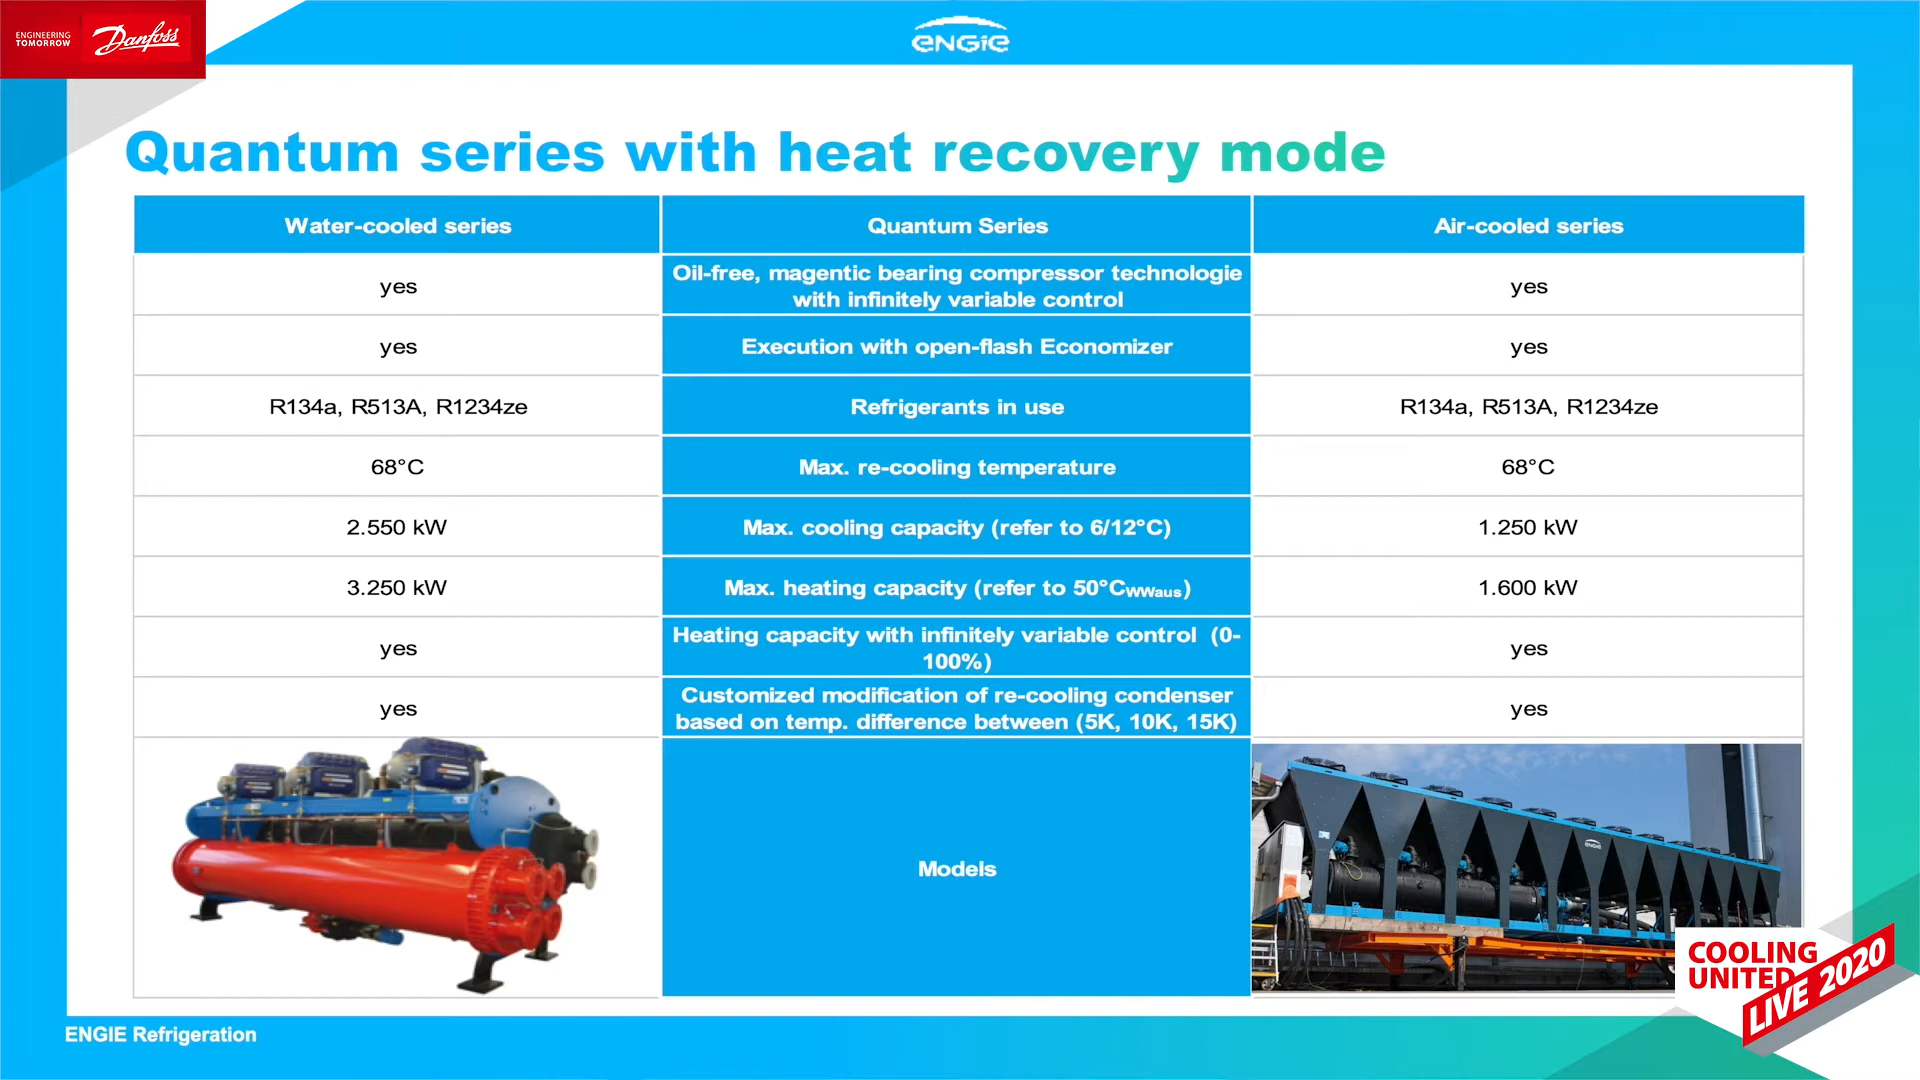 ENGINEERING
TOMORROW
Danfoss
ENGIE
Quantum series with heat recovery mode
Water-cooled series
Quantum Series
Air-cooled series
yes
Oil-free, magentic bearing compressor technologie
with infinitely variable control
yes
yes
Execution with open-flash Economizer
yes
R134a, R513A, R1234ze
Refrigerants in use
R134a, R513A, R1234ze
68°C
Max. re-cooling temperature
68°C
2.550 kW
Max. cooling capacity (refer to 6/12°C)
1.250 kW
3.250 kW
Max. heating capacity (refer to 50°CWWaus)
1.600 kW
yes
Heating capacity with infinitely variable control (0-
100%)
yes
yes
Customized modification of re-cooling condenser
based on temp. difference between (5K, 10K, 15K)
yes
Models
ENGIE
COOLING
UNITED
LIVE 2020
ENGIE Refrigeration